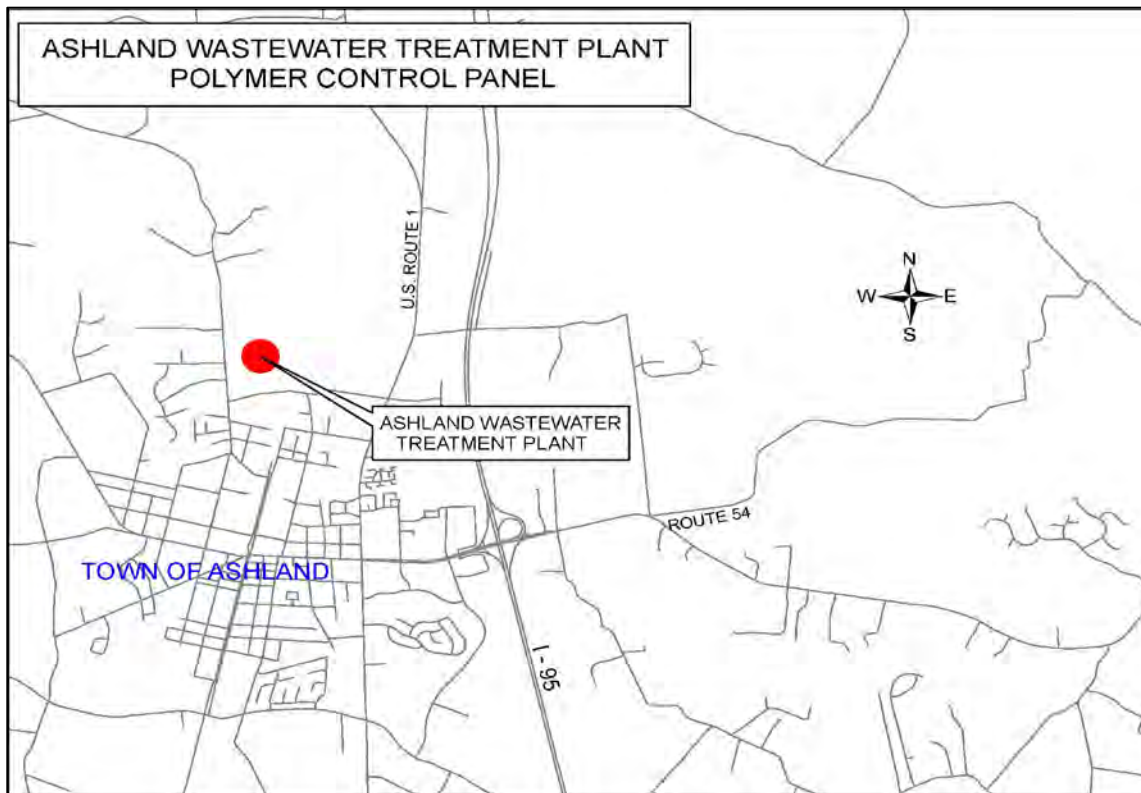 ASHLAND WASTEWATER TREATMENT PLANT
POLYMER CONTROL PANEL
U.S. ROUTE 1
N
W
E
S
ASHLAND WASTEWATER
TREATMENT PLANT
ROUTE 54
TOWN OF ASHLAND
I - 95